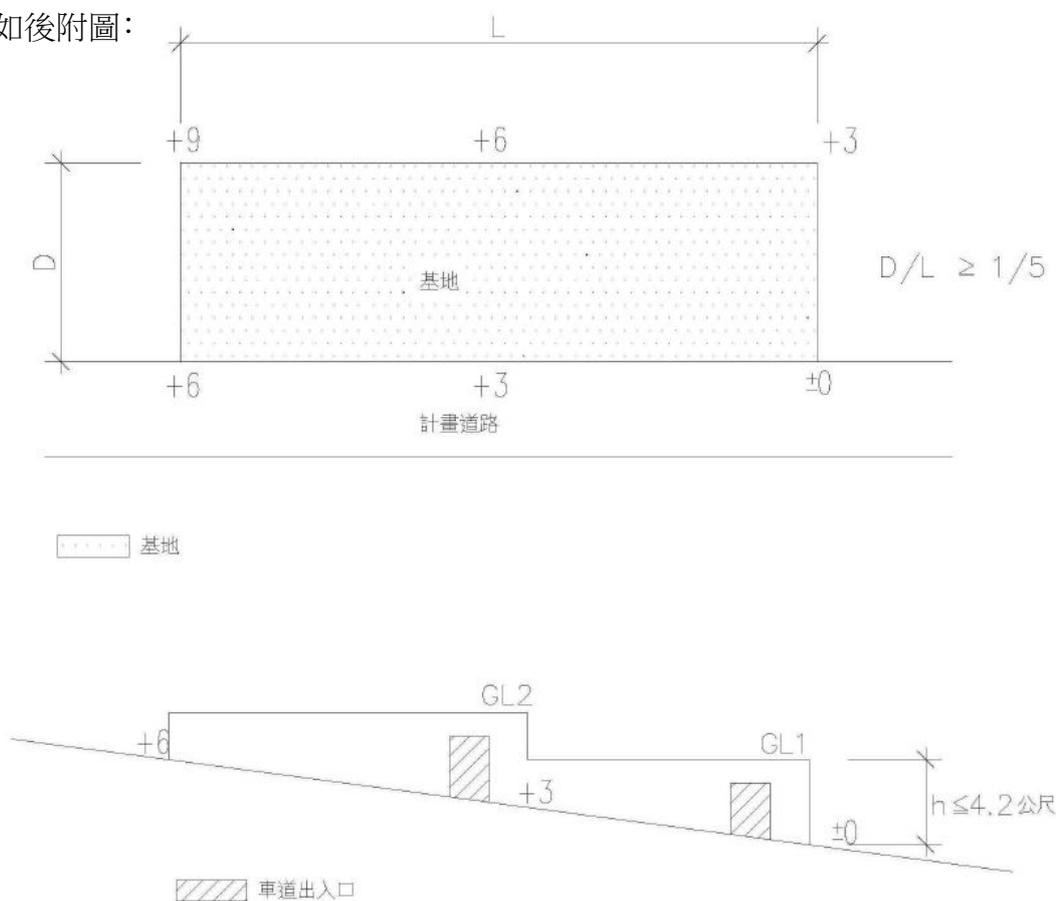 如後附圖：
L
+9 +6 +3
D
基地
D/L ≥ 1/5
+6 +3 ±0
計畫道路
基地
GL2
+6
GL1
+3
h≤4.2公尺
±0
車道出入口